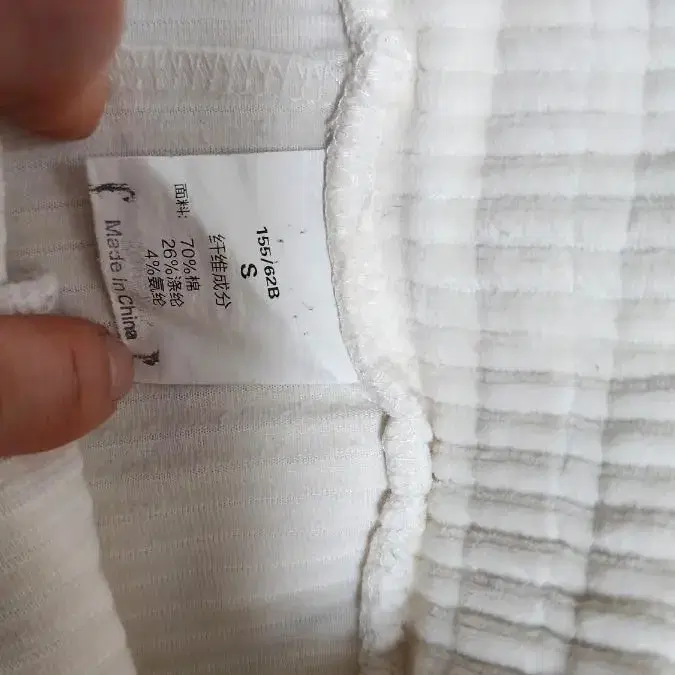 155/62B
S
纤维成分
面料: 70%棉
26%涤纶
4%氨纶
Made in China